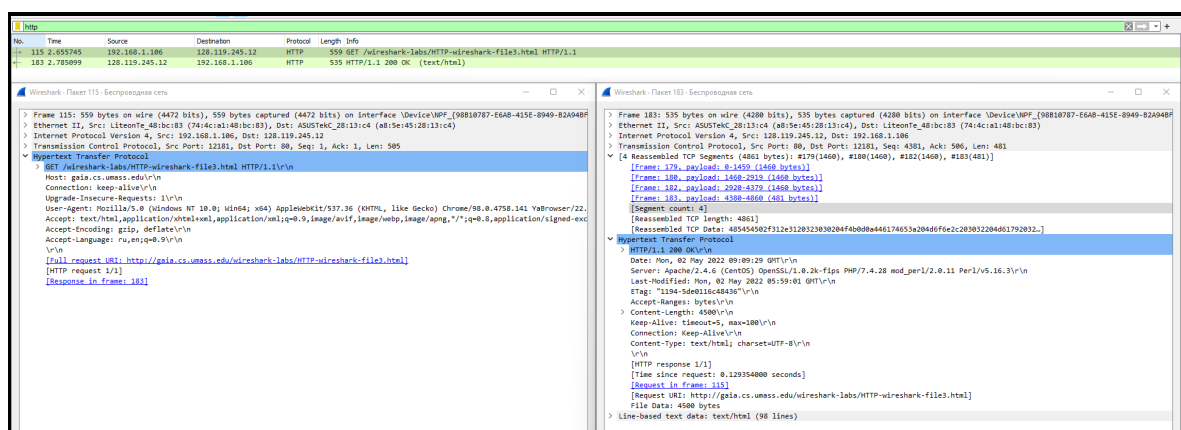 http
No. Time Source Destination Protocol Length Info
115 2.655745 192.168.1.106 128.119.245.12 HTTP 559 GET /wireshark-labs/HTTP-wireshark-file3.html HTTP/1.1
183 2.785099 128.119.245.12 192.168.1.106 HTTP 535 HTTP/1.1 200 OK (text/html)
Wireshark · Пакет 115 · Беспроводная сеть
> Frame 115: 559 bytes on wire (4472 bits), 559 bytes captured (4472 bits) on interface \Device\NPF_{98B10787-E6AB-415E-8949-B2A94BF
> Ethernet II, Src: LiteonTe_48:bc:83 (74:4c:a1:48:bc:83), Dst: ASUSTekC_28:13:c4 (a8:5e:45:28:13:c4)
> Internet Protocol Version 4, Src: 192.168.1.106, Dst: 128.119.245.12
> Transmission Control Protocol, Src Port: 12181, Dst Port: 80, Seq: 1, Ack: 1, Len: 505
Hypertext Transfer Protocol
> GET /wireshark-labs/HTTP-wireshark-file3.html HTTP/1.1\r\n
Host: gaia.cs.umass.edu\r\n
Connection: keep-alive\r\n
Upgrade-Insecure-Requests: 1\r\n
User-Agent: Mozilla/5.0 (Windows NT 10.0; Win64; x64) AppleWebKit/537.36 (KHTML, like Gecko) Chrome/98.0.4758.141 YaBrowser/22.
Accept: text/html,application/xhtml+xml,application/xml;q=0.9,image/avif,image/webp,image/apng,*/*;q=0.8,application/signed-exc
Accept-Encoding: gzip, deflate\r\n
Accept-Language: ru,en;q=0.9\r\n
\r\n
[Full request URI: http://gaia.cs.umass.edu/wireshark-labs/HTTP-wireshark-file3.html]
[HTTP request 1/1]
[Response in frame: 183]
Wireshark · Пакет 183 · Беспроводная сеть
> Frame 183: 535 bytes on wire (4280 bits), 535 bytes captured (4280 bits) on interface \Device\NPF_{98B10787-E6AB-415E-8949-B2A94BF
> Ethernet II, Src: ASUSTekC_28:13:c4 (a8:5e:45:28:13:c4), Dst: LiteonTe_48:bc:83 (74:4c:a1:48:bc:83)
> Internet Protocol Version 4, Src: 128.119.245.12, Dst: 192.168.1.106
> Transmission Control Protocol, Src Port: 80, Dst Port: 12181, Seq: 4381, Ack: 506, Len: 481
[4 Reassembled TCP Segments (4861 bytes): #179(1460), #180(1460), #182(1460), #183(481)]
[Frame: 179, payload: 0-1459 (1460 bytes)]
[Frame: 180, payload: 1460-2919 (1460 bytes)]
[Frame: 182, payload: 2920-4379 (1460 bytes)]
[Frame: 183, payload: 4380-4860 (481 bytes)]
[Segment count: 4]
[Reassembled TCP length: 4861]
[Reassembled TCP Data: 485454502f312e3120323030204f4b0d0a446174653a204d6f6e2c203032204d61792032…]
Hypertext Transfer Protocol
> HTTP/1.1 200 OK\r\n
Date: Mon, 02 May 2022 09:09:29 GMT\r\n
Server: Apache/2.4.6 (CentOS) OpenSSL/1.0.2k-fips PHP/7.4.28 mod_perl/2.0.11 Perl/v5.16.3\r\n
Last-Modified: Mon, 02 May 2022 05:59:01 GMT\r\n
ETag: "1194-5de0116c48436"\r\n
Accept-Ranges: bytes\r\n
> Content-Length: 4500\r\n
Keep-Alive: timeout=5, max=100\r\n
Connection: Keep-Alive\r\n
Content-Type: text/html; charset=UTF-8\r\n
\r\n
[HTTP response 1/1]
[Time since request: 0.129354000 seconds]
[Request in frame: 115]
[Request URI: http://gaia.cs.umass.edu/wireshark-labs/HTTP-wireshark-file3.html]
File Data: 4500 bytes
> Line-based text data: text/html (98 lines)